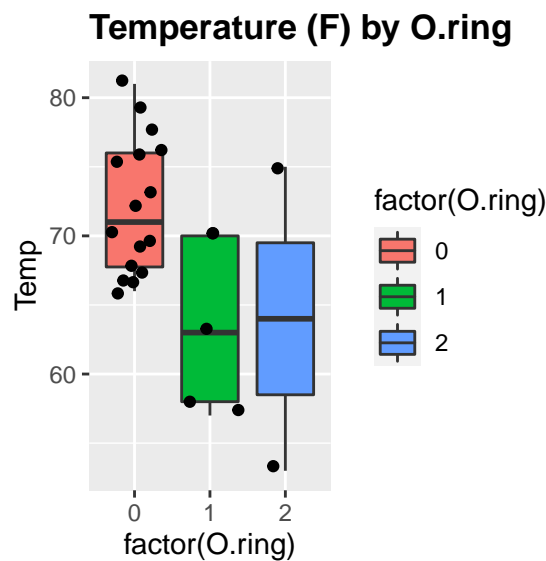 Temperature (F) by O.ring
80
70
60
Temp
0 1 2
factor(O.ring)
factor(O.ring)
0
1
2